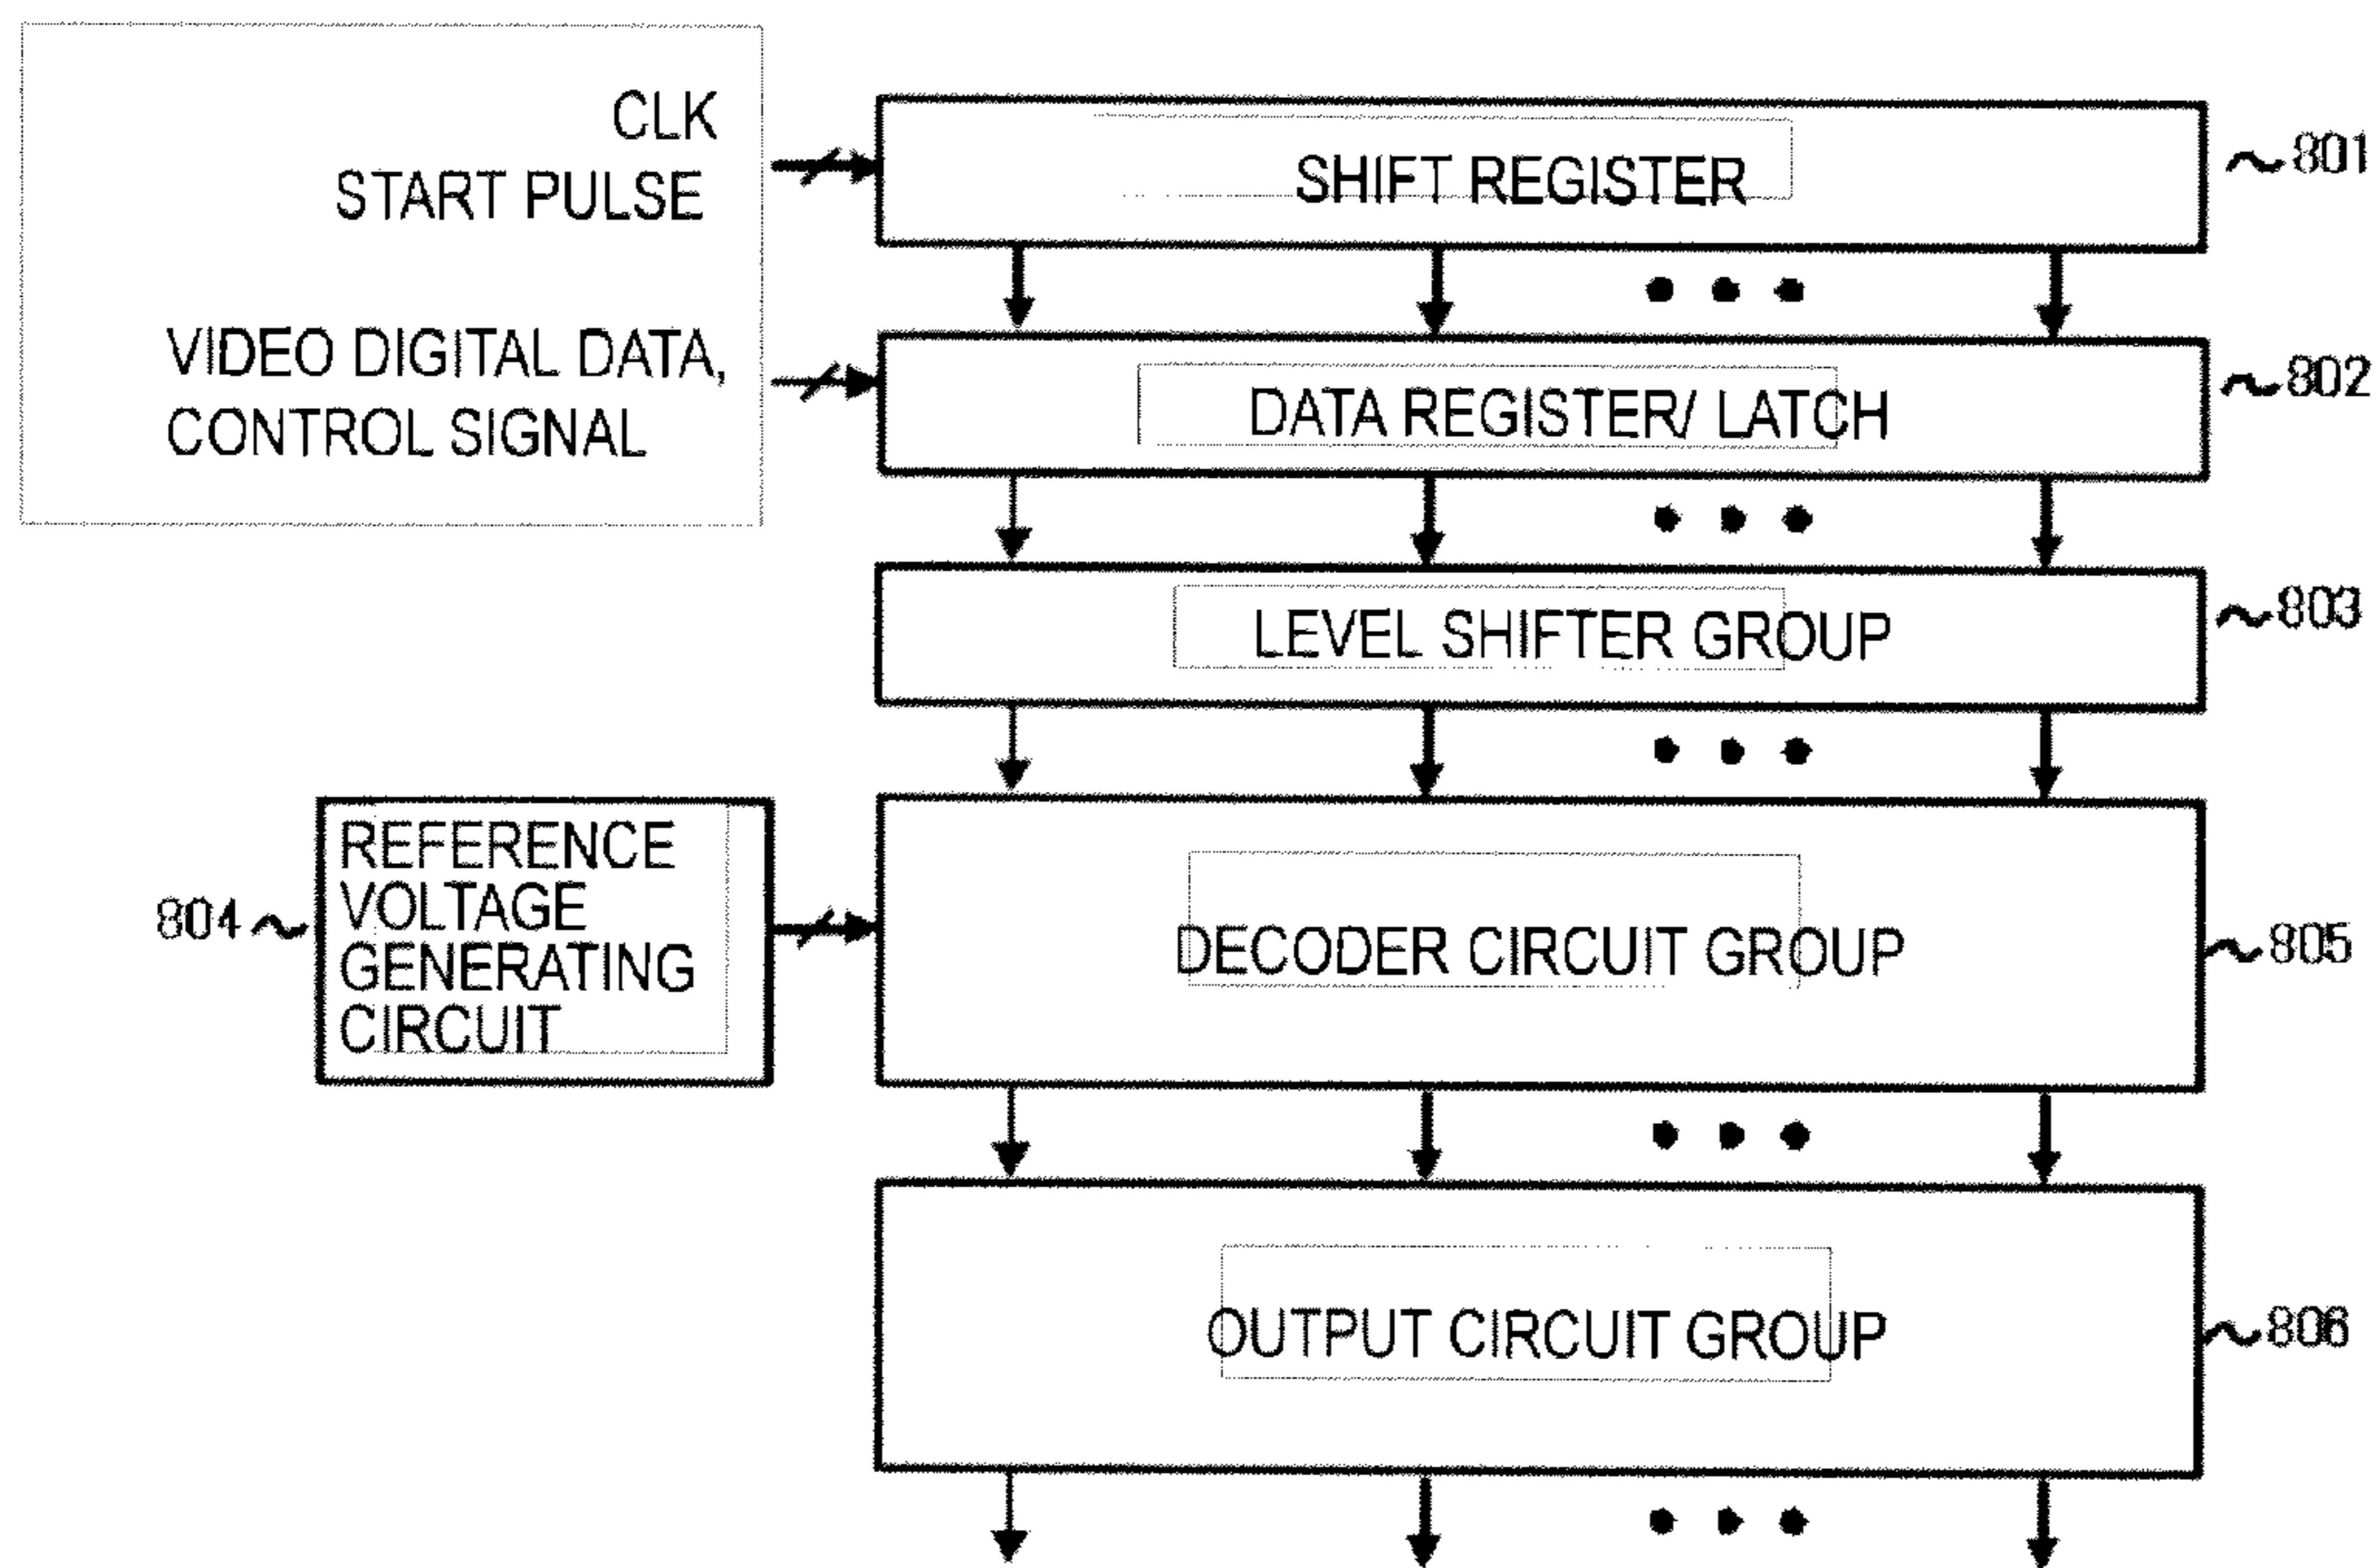 CLK
START PULSE
SHIFT REGISTER
801
VIDEO DIGITAL DATA,
CONTROL SIGNAL
DATA REGISTER/ LATCH
802
LEVEL SHIFTER GROUP
803
804
REFERENCE
VOLTAGE
GENERATING
CIRCUIT
DECODER CIRCUIT GROUP
805
OUTPUT CIRCUIT GROUP
806